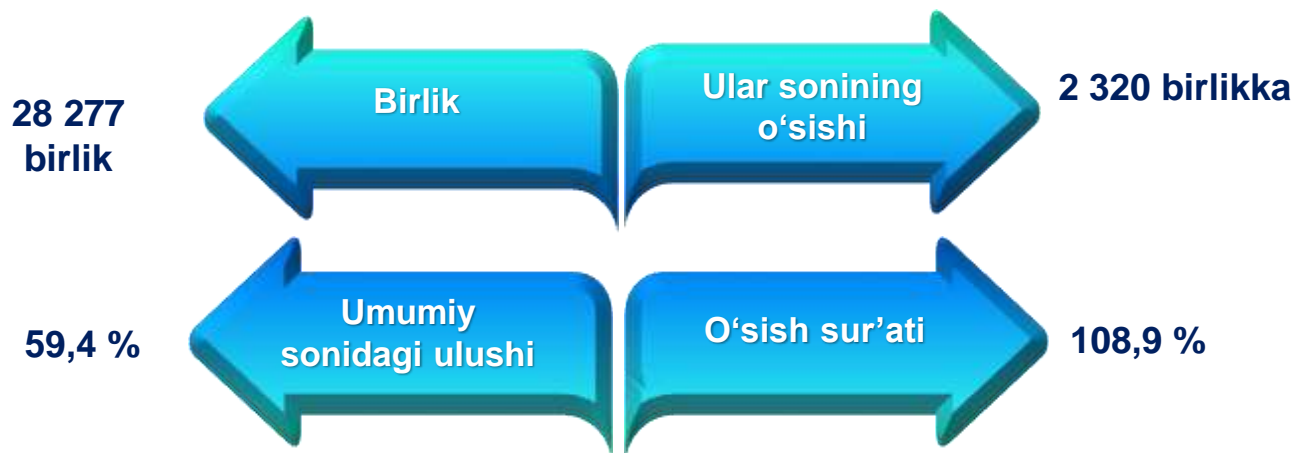 28 277
birlik
Birlik
Ular sonining
o‘sishi
2 320 birlikka
59,4 %
Umumiy
sonidagi ulushi
O‘sish sur’ati
108,9 %